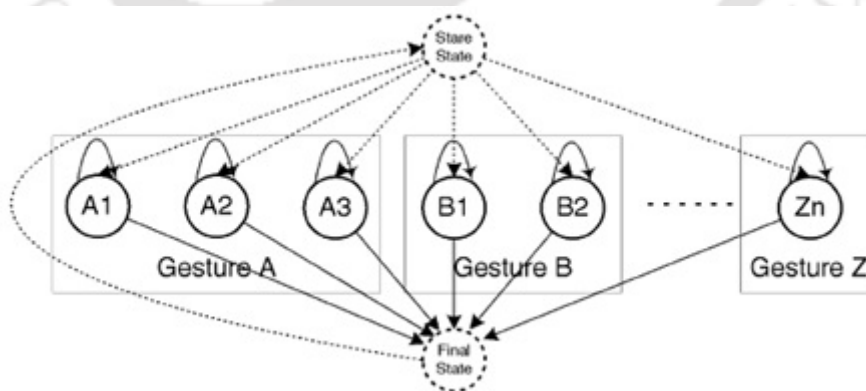 Stare
State
A1
A2
A3
B1
B2
Zn
Gesture A
Gesture B
Gesture Z
Final
State